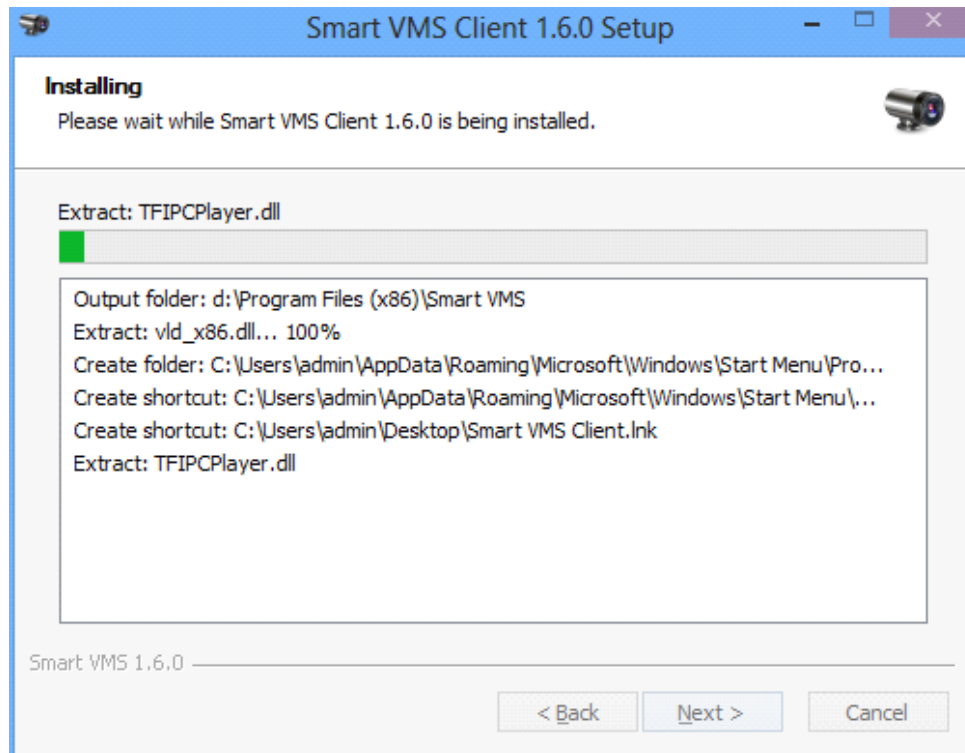 Smart VMS Client 1.6.0 Setup
Installing
Please wait while Smart VMS Client 1.6.0 is being installed.
Extract: TFIPCPlayer.dll
Output folder: d:\Program Files (x86)\Smart VMS
Extract: vld_x86.dll... 100%
Create folder: C:\Users\admin\AppData\Roaming\Microsoft\Windows\Start Menu\Pro...
Create shortcut: C:\Users\admin\AppData\Roaming\Microsoft\Windows\Start Menu\...
Create shortcut: C:\Users\admin\Desktop\Smart VMS Client.lnk
Extract: TFIPCPlayer.dll
Smart VMS 1.6.0
< Back Next > Cancel